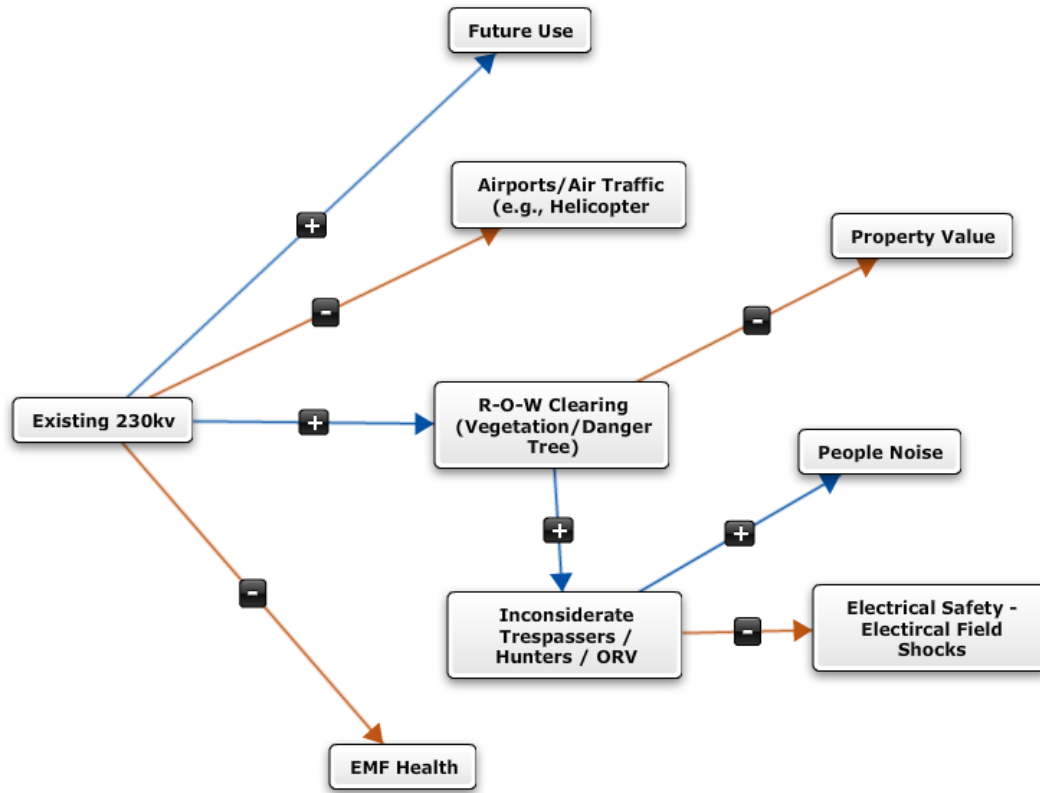 Future Use
+
Airports/Air Traffic
(e.g., Helicopter
Property Value
+
-
-
Existing 230kv
+
R-O-W Clearing
(Vegetation/Danger
Tree)
People Noise
+
+
-
Inconsiderate
Trespassers /
Hunters / ORV
-
Electrical Safety -
Electircal Field
Shocks
EMF Health